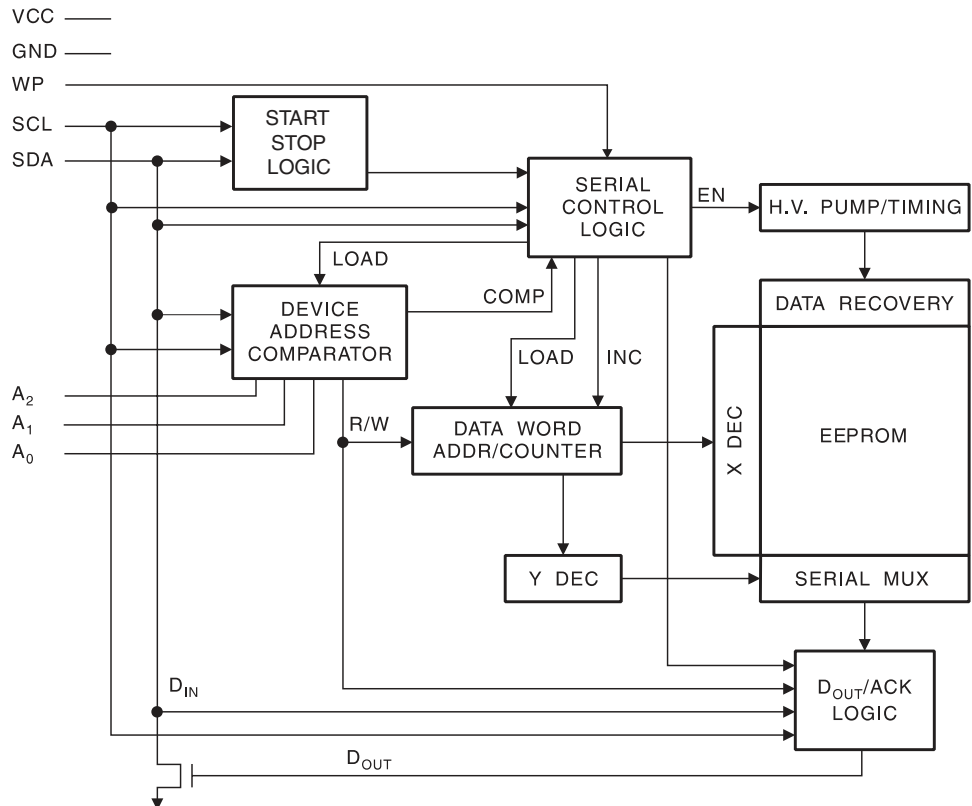 VCC
GND
WP
SCL
SDA
START
STOP
LOGIC
SERIAL
CONTROL
LOGIC
EN
H.V. PUMP/TIMING
LOAD
COMP
DATA RECOVERY
DEVICE
ADDRESS
COMPARATOR
LOAD
INC
A2
A1
A0
R/W
DATA WORD
ADDR/COUNTER
X DEC
EEPROM
Y DEC
SERIAL MUX
DIN
DOUT/ACK
LOGIC
DOUT